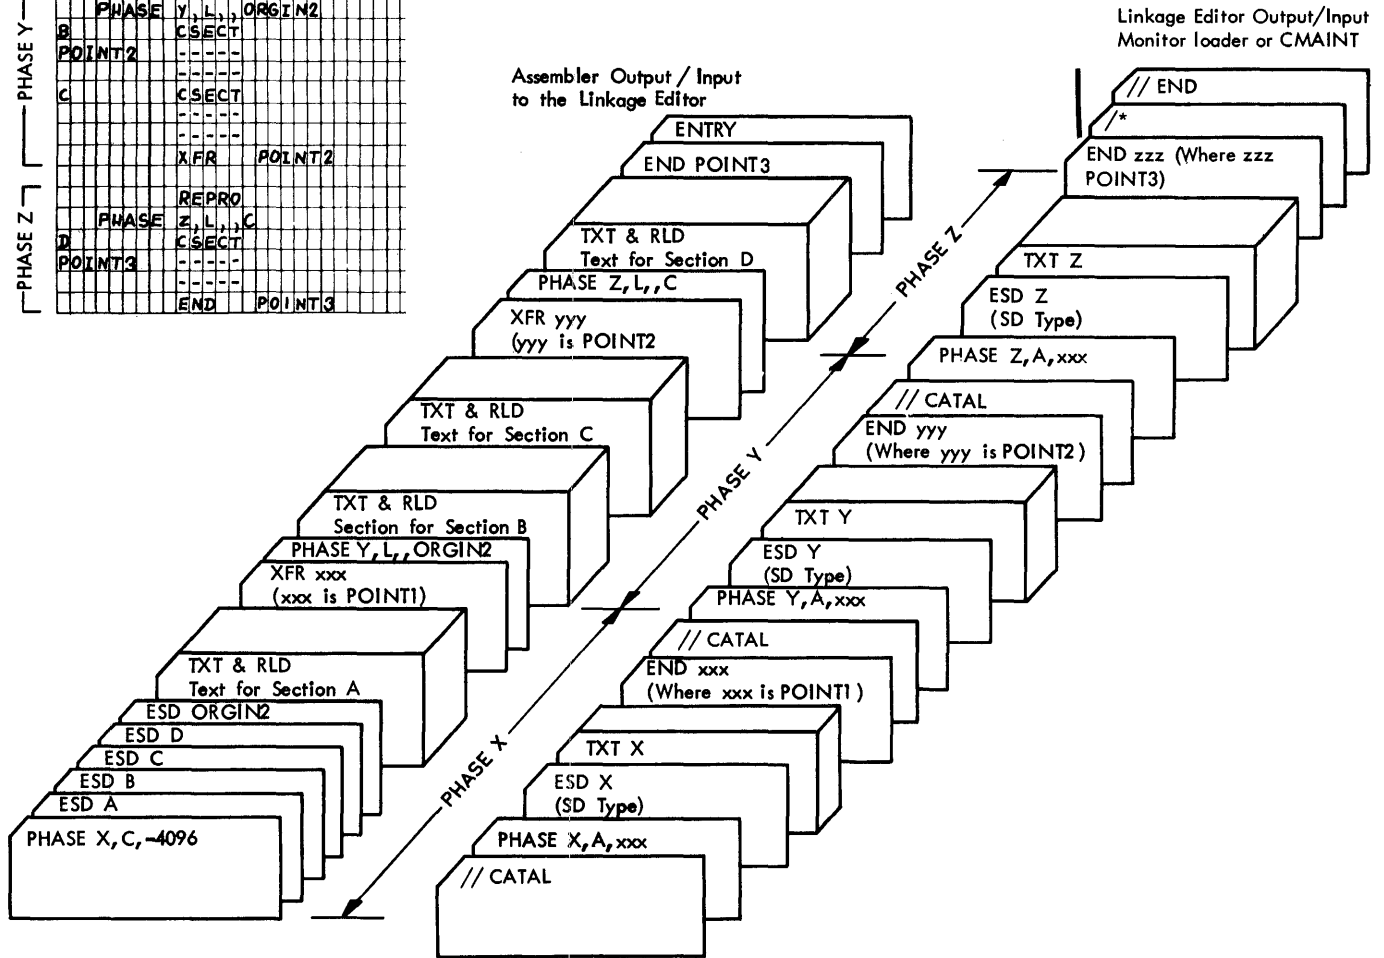 PHASE Y
PHASE Y,L,,ORGIN2
B CSECT
POINT2 -----
-----
C CSECT
-----
-----
XFR POINT2
PHASE Z
REPRO
PHASE Z,L,,C
D CSECT
POINT3 -----
-----
END POINT3
Assembler Output / Input
to the Linkage Editor
ENTRY
END POINT3
TXT & RLD
Text for Section D
PHASE Z,L,,C
XFR yyy
(yyy is POINT2
TXT & RLD
Text for Section C
TXT & RLD
Section for Section B
PHASE Y,L,,ORGIN2
XFR xxx
(xxx is POINT1)
TXT & RLD
Text for Section A
ESD ORGIN2
ESD D
ESD C
ESD B
ESD A
PHASE X,C,-4096
PHASE Z
PHASE Y
PHASE X
Linkage Editor Output/Input
Monitor loader or CMAINT
// END
/*
END zzz (Where zzz
POINT3)
TXT Z
ESD Z
(SD Type)
PHASE Z,A,xxx
// CATAL
END yyy
(Where yyy is POINT2)
TXT Y
ESD Y
(SD Type)
PHASE Y,A,xxx
// CATAL
END xxx
(Where xxx is POINT1)
TXT X
ESD X
(SD Type)
PHASE X,A,xxx
// CATAL